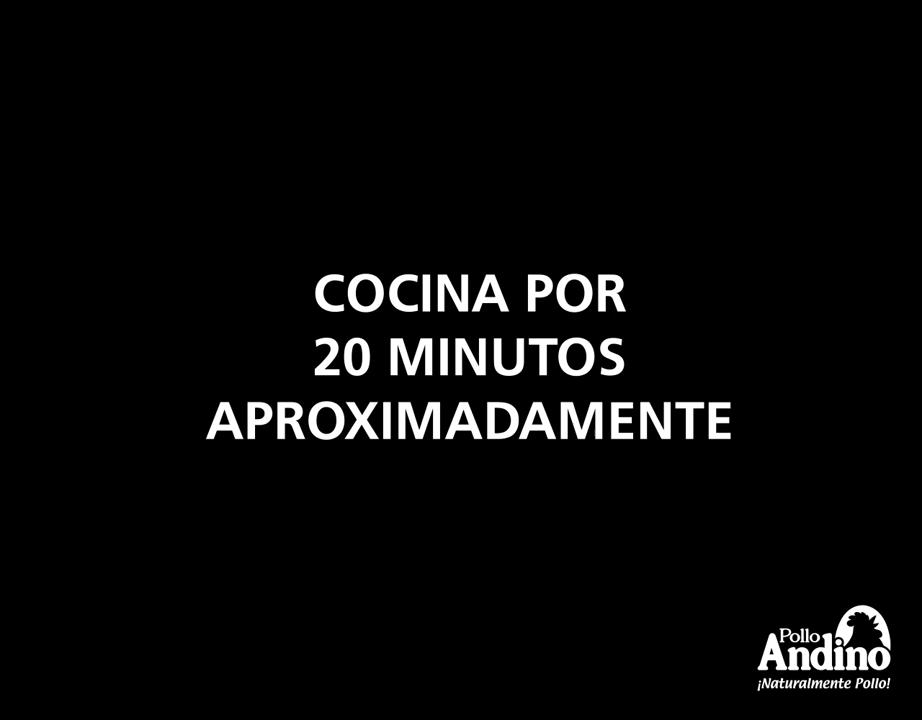 COCINA POR
20 MINUTOS
APROXIMADAMENTE
Pollo
Andino
¡Naturalmente Pollo!